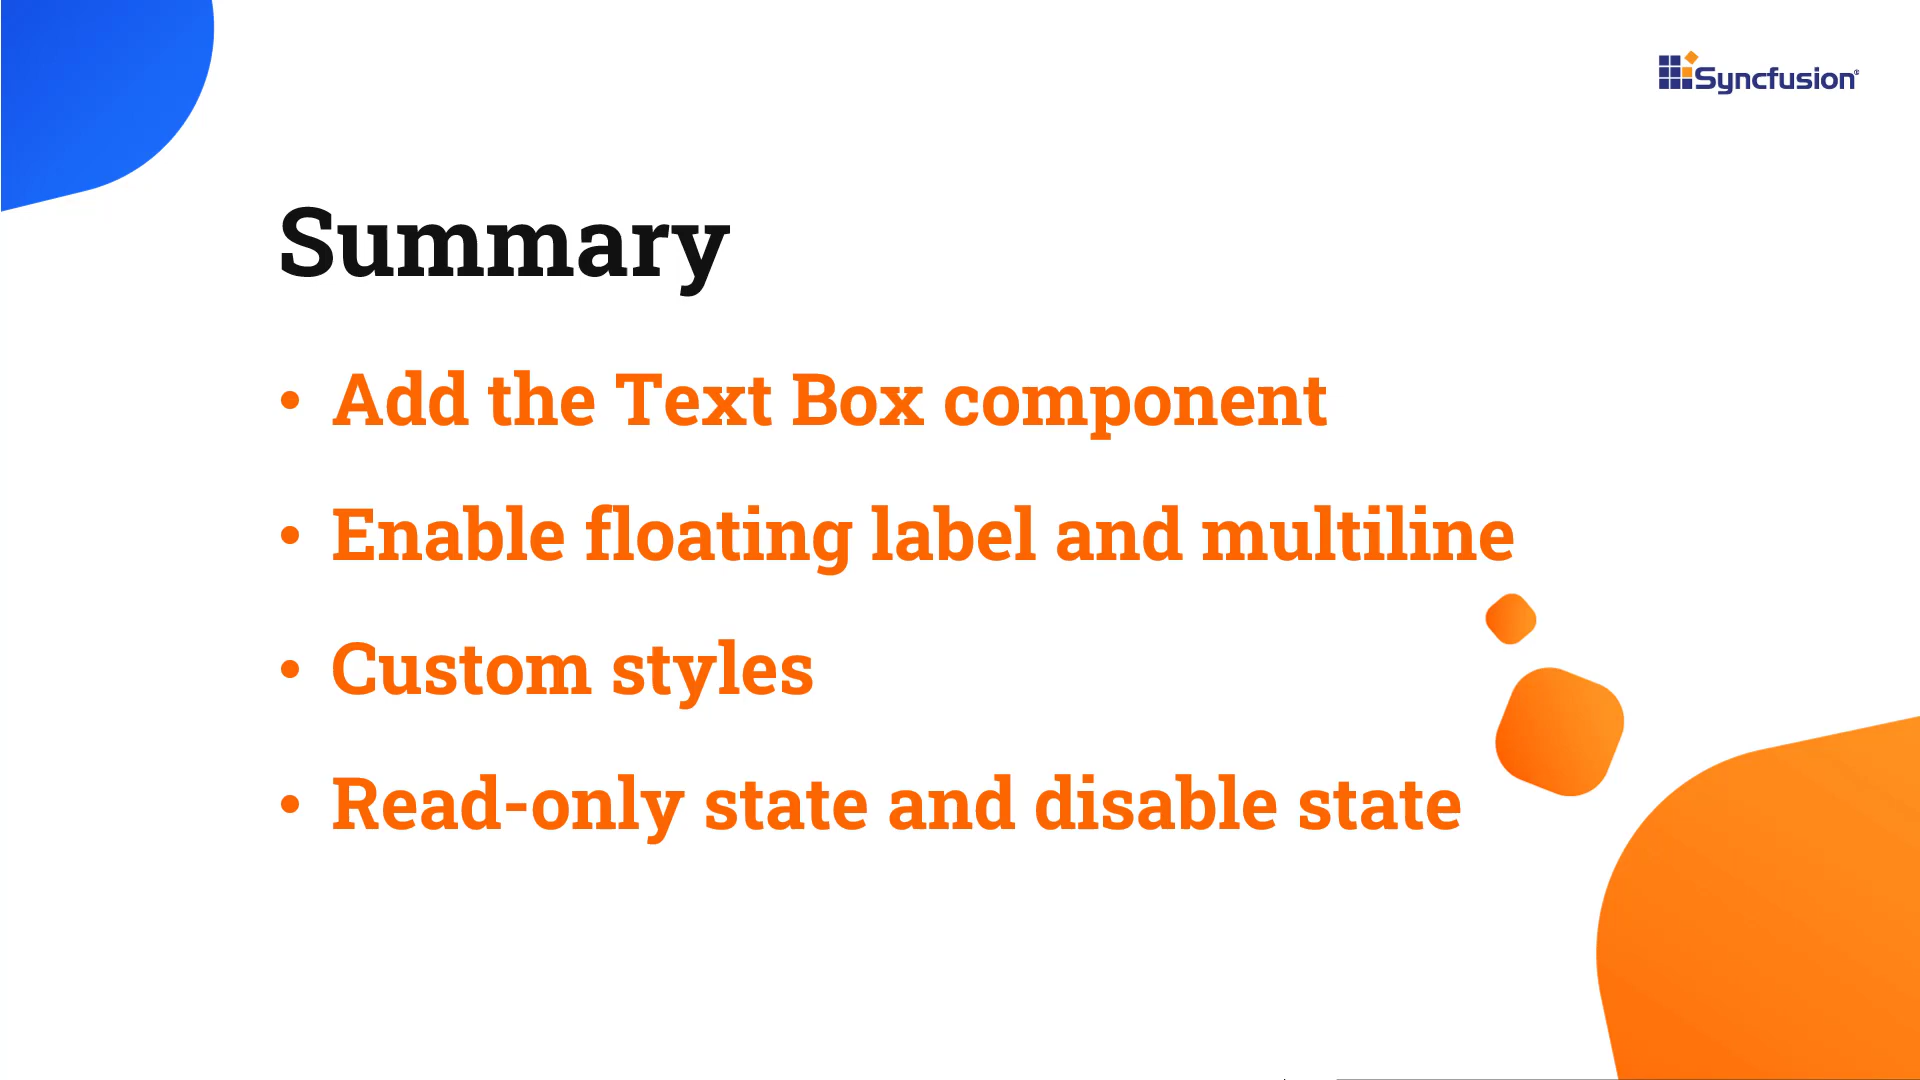 Syncfusion®
Summary
• Add the Text Box component
• Enable floating label and multiline
• Custom styles
• Read-only state and disable state